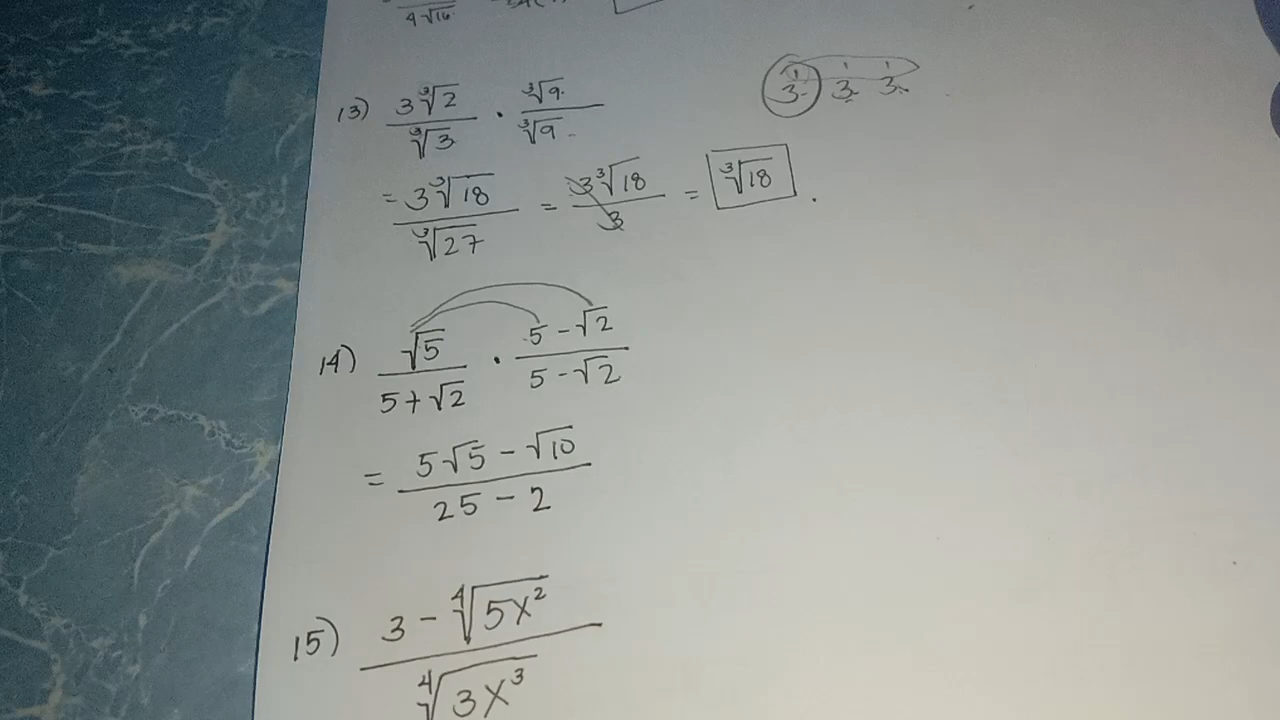 4√16
13) 3∛2/∛3 · ∛9/∛9
3 3 3
= 3∛18/∛27 = 3∛18/3 = ∛18
14) √5/(5+√2) · (5-√2)/(5-√2)
= (5√5 - √10)/(25 - 2)
15) (3 - ∜5x²)/∜3x³